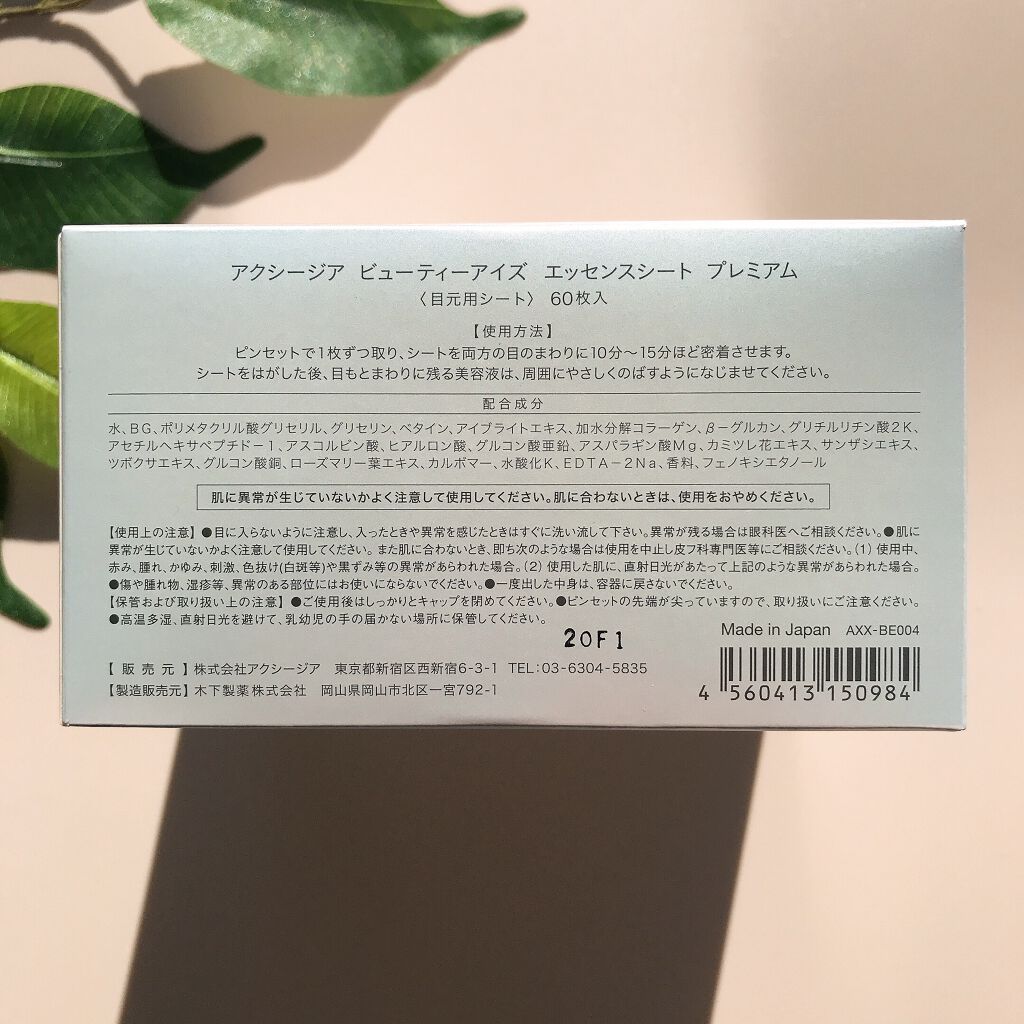 アクシージア ビューティーアイズ エッセンスシート プレミアム
〈目元用シート〉 60枚入
【使用方法】
ピンセットで1枚ずつ取り、シートを両方の目のまわりに10分～15分ほど密着させます。
シートをはがした後、目もとまわりに残る美容液は、周囲にやさしくのばすようになじませてください。
配合成分
水、BG、ポリメタクリル酸グリセリル、グリセリン、ベタイン、アイブライトエキス、加水分解コラーゲン、β－グルカン、グリチルリチン酸2K、
アセチルヘキサペプチド－1、アスコルビン酸、ヒアルロン酸、グルコン酸亜鉛、アスパラギン酸Mg、カミツレ花エキス、サンザシエキス、
ツボクサエキス、グルコン酸銅、ローズマリー葉エキス、カルボマー、水酸化K、EDTA－2Na、香料、フェノキシエタノール
肌に異常が生じていないかよく注意して使用してください。肌に合わないときは、使用をおやめください。
【使用上の注意】●目に入らないように注意し、入ったときや異常を感じたときはすぐに洗い流して下さい。異常が残る場合は眼科医へご相談ください。●肌に
異常が生じていないかよく注意して使用してください。また肌に合わないとき、即ち次のような場合は使用を中止し皮フ科専門医等にご相談ください。（1）使用中、
赤み、腫れ、かゆみ、刺激、色抜け(白斑等)や黒ずみ等の異常があらわれた場合。（2）使用した肌に、直射日光があたって上記のような異常があらわれた場合。
●傷や腫れ物、湿疹等、異常のある部位にはお使いにならないでください。●一度出した中身は、容器に戻さないでください。
【保管および取り扱い上の注意】●ご使用後はしっかりとキャップを閉めてください。●ピンセットの先端が尖っていますので、取り扱いにご注意ください。
●高温多湿、直射日光を避けて、乳幼児の手の届かない場所に保管してください。
20F1
Made in Japan AXX-BE004
【販売元】株式会社アクシージア 東京都新宿区西新宿6-3-1 TEL:03-6304-5835
【製造販売元】木下製薬株式会社 岡山県岡山市北区一宮792-1
4 560413 150984